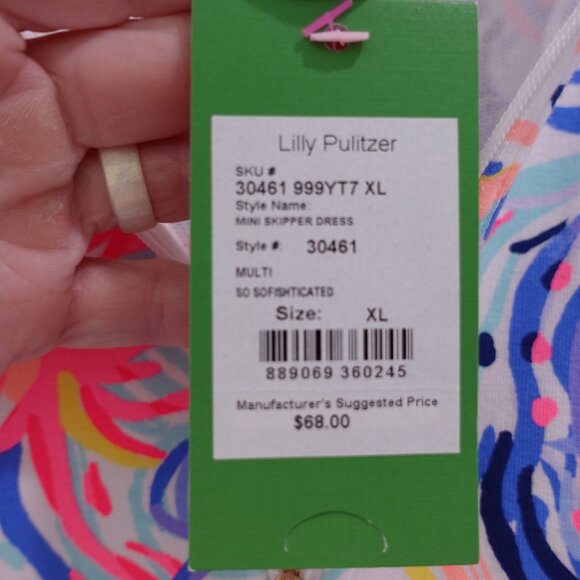 Lilly Pulitzer
SKU #
30461 999YT7 XL
Style Name:
MINI SKIPPER DRESS
Style #: 30461
MULTI
SO SOFISHTICATED
Size: XL
889069 360245
Manufacturer's Suggested Price
$68.00